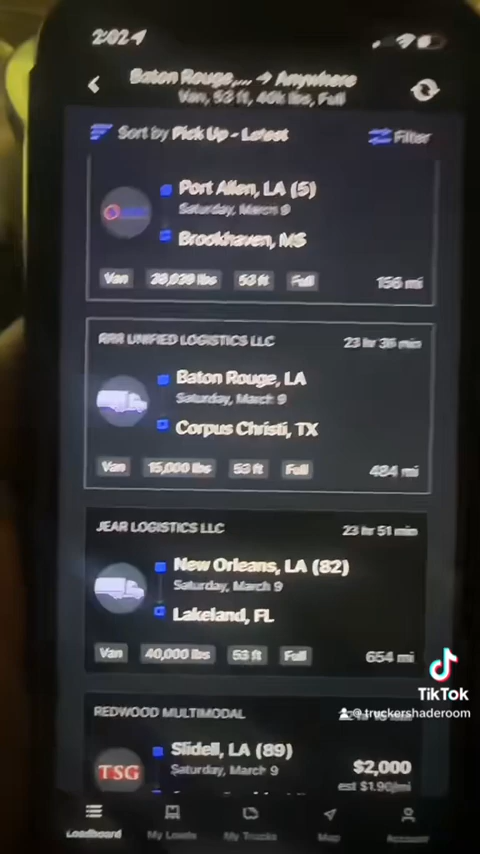 2:02
Baton Rouge,... → Anywhere
Van, 53 ft, 40k lbs, Full
Sort by Pick Up - Latest
Filter
Port Allen, LA (5)
Saturday, March 9
Brookhaven, MS
Van 53 ft Full 156 mi
RRR UNIFIED LOGISTICS LLC 23 hr 36 min
Baton Rouge, LA
Saturday, March 9
Corpus Christi, TX
Van 15,000 lbs 53 ft Full 484 mi
JEAR LOGISTICS LLC 23 hr 51 min
New Orleans, LA (82)
Saturday, March 9
Lakeland, FL
Van 40,000 lbs 53 ft Full 654 mi
TikTok
REDWOOD MULTIMODAL
@truckershaderoom
Slidell, LA (89)
TSG
Saturday, March 9
$2,000
est $1.90/mi
Loadboard My Loads My Trucks Map Account